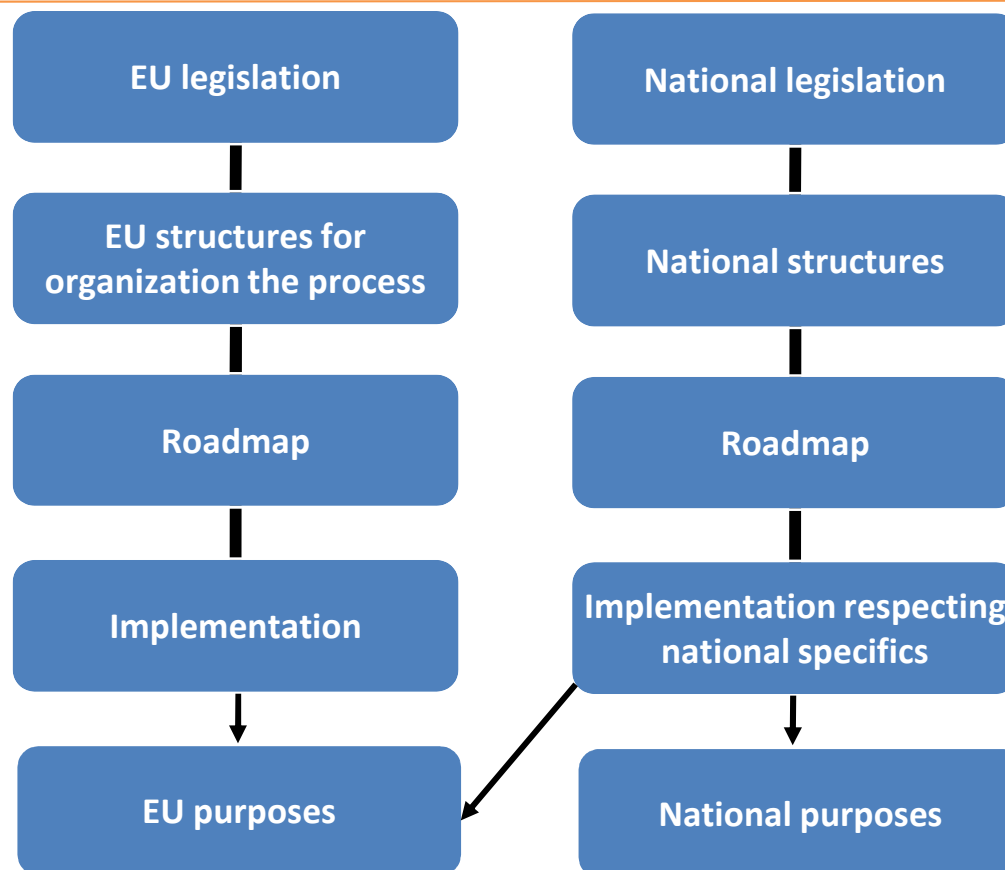 EU legislation
National legislation
EU structures for
organization the process
National structures
Roadmap
Roadmap
Implementation
Implementation respecting
national specifics
EU purposes
National purposes